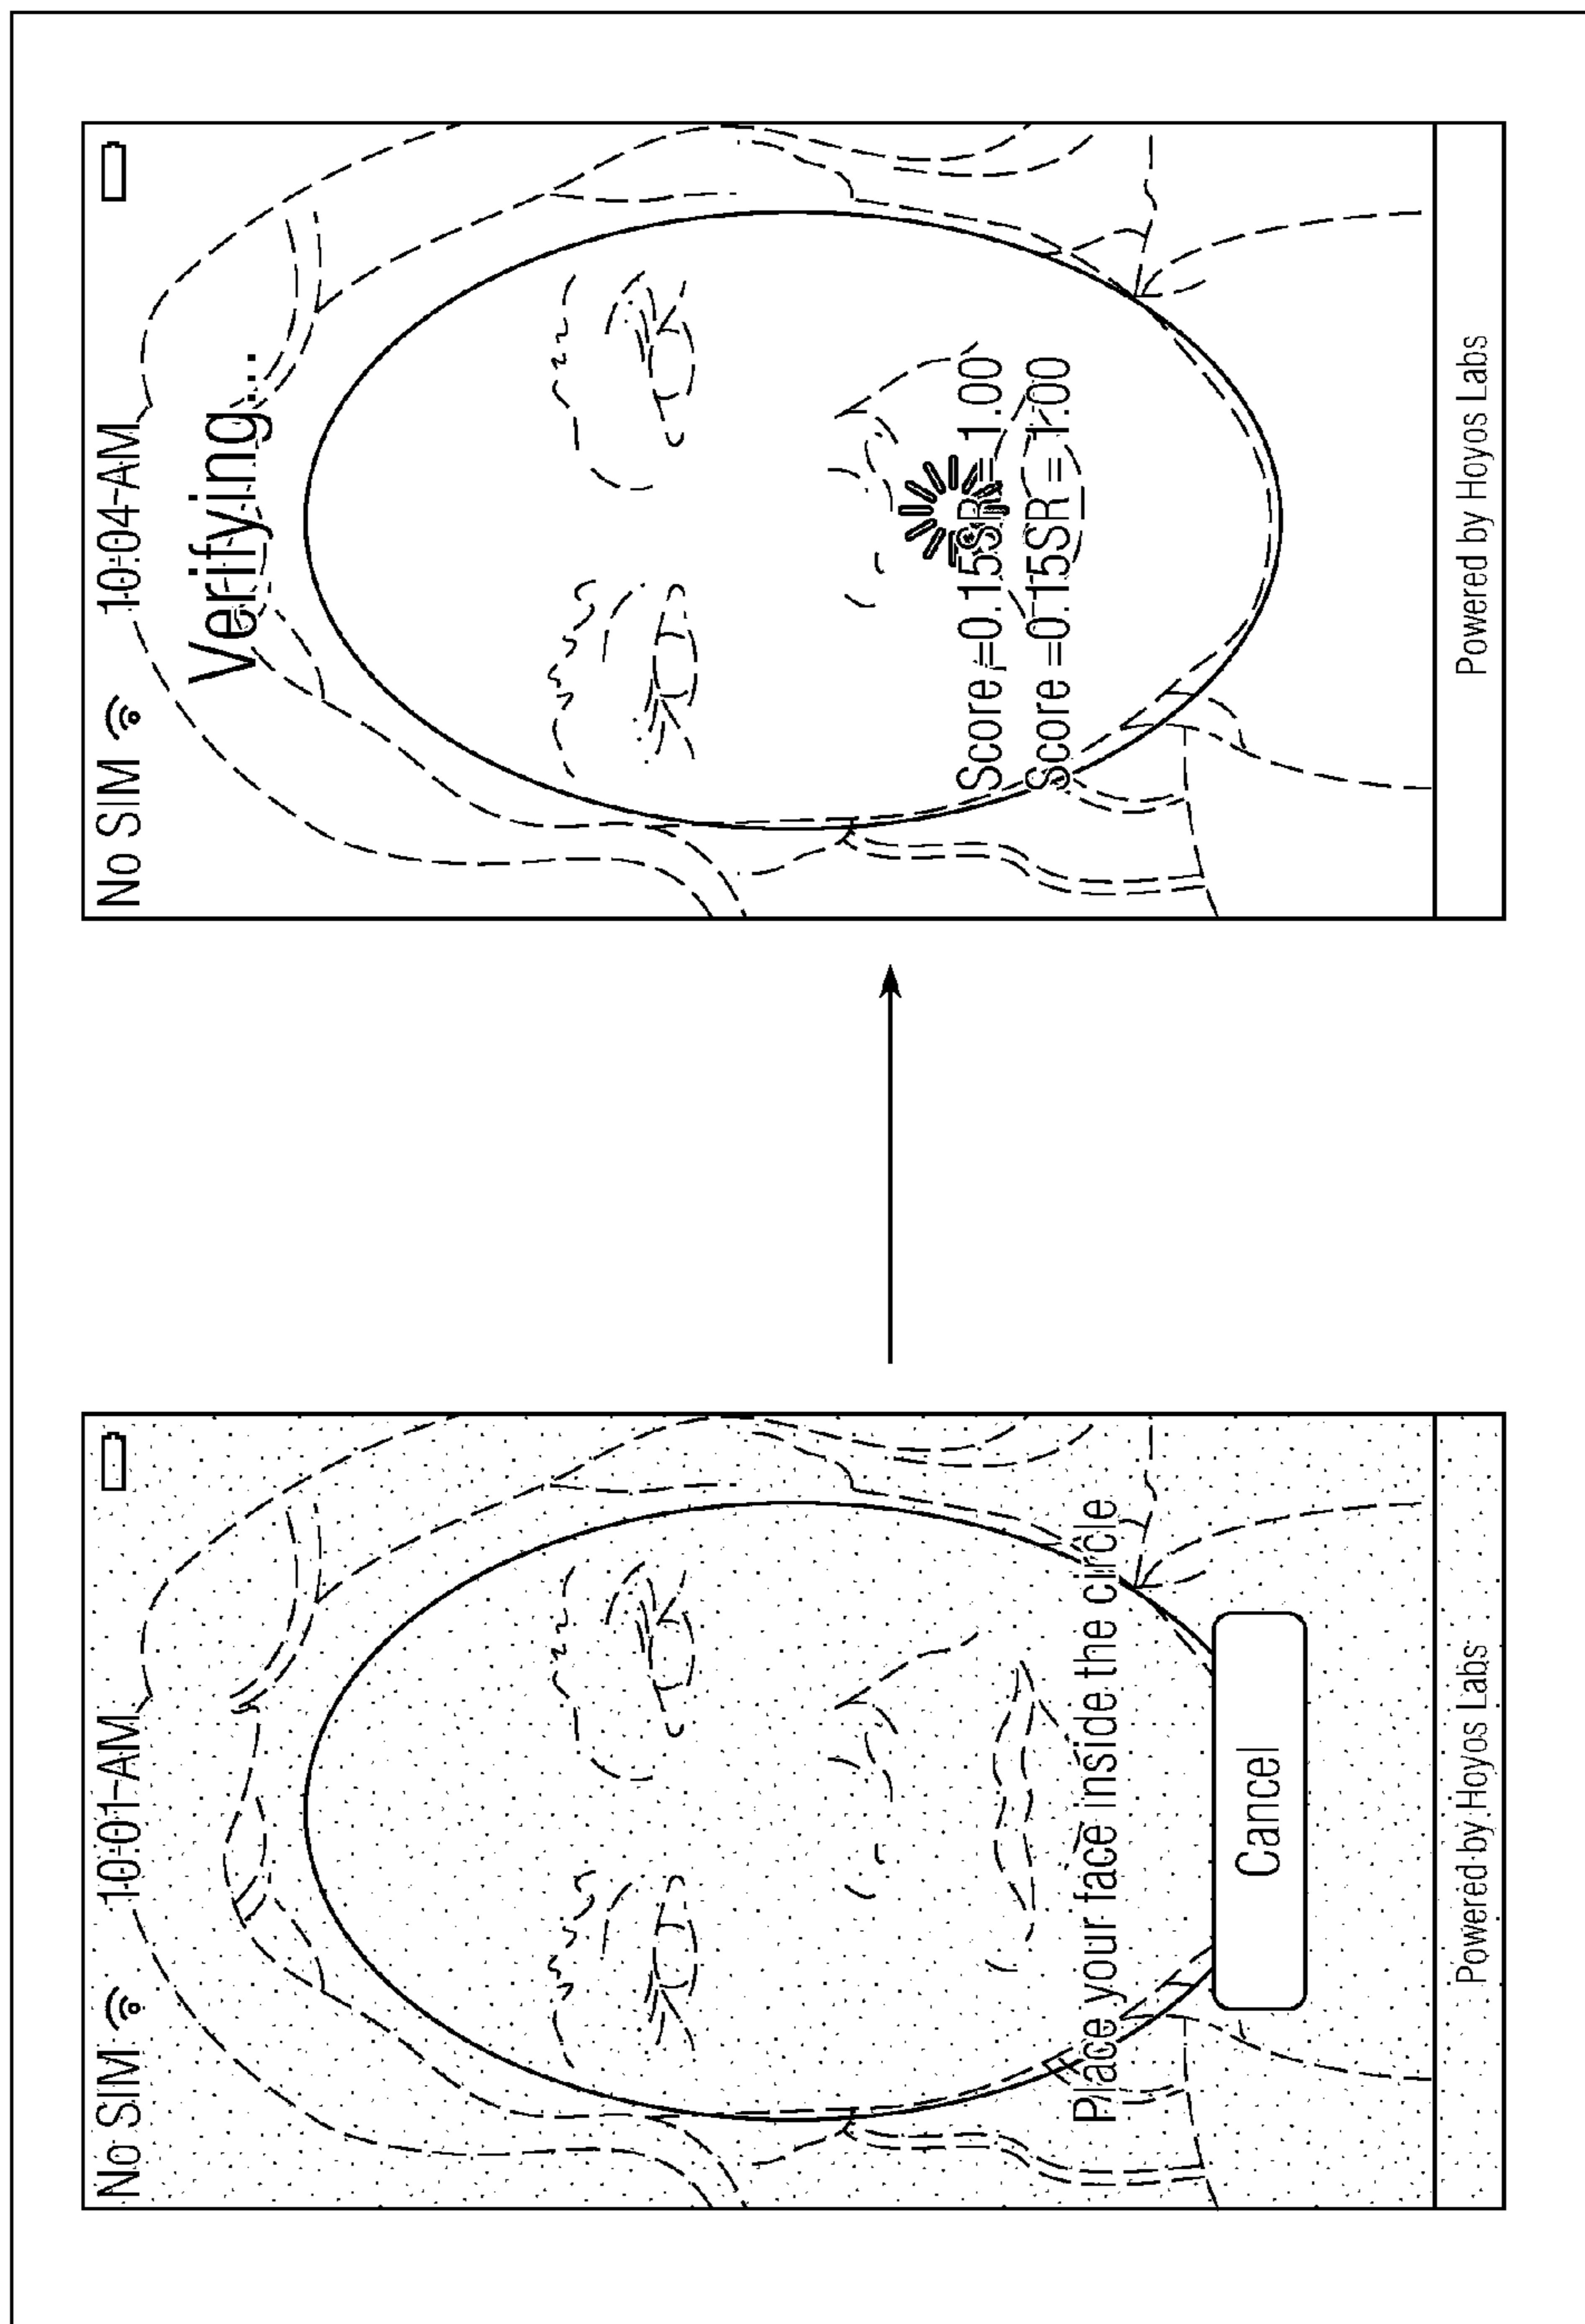 No SIM 10:01 AM
Place your face inside the circle
Cancel
Powered by Hoyos Labs
No SIM 10:04 AM
Verifying...
Score =0.15SR = 1.00
Score =0.15SR = 1.00
Powered by Hoyos Labs